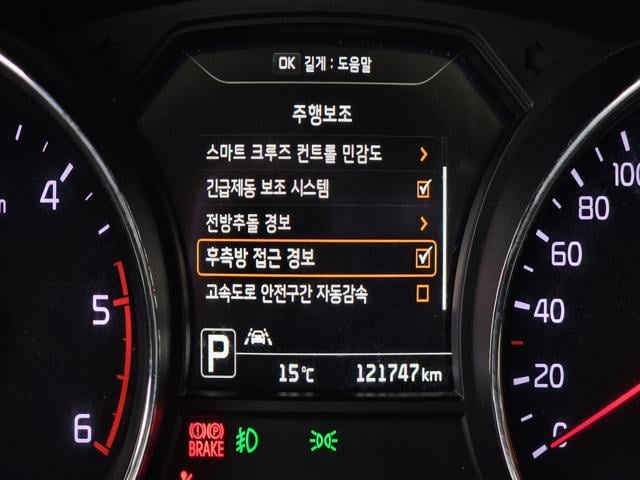 OK 길게 : 도움말
주행보조
스마트 크루즈 컨트롤 민감도
긴급제동 보조 시스템
전방추돌 경보
후측방 접근 경보
고속도로 안전구간 자동감속
P
15℃ 121747 km
BRAKE
4
5
6
100
80
60
40
20
0